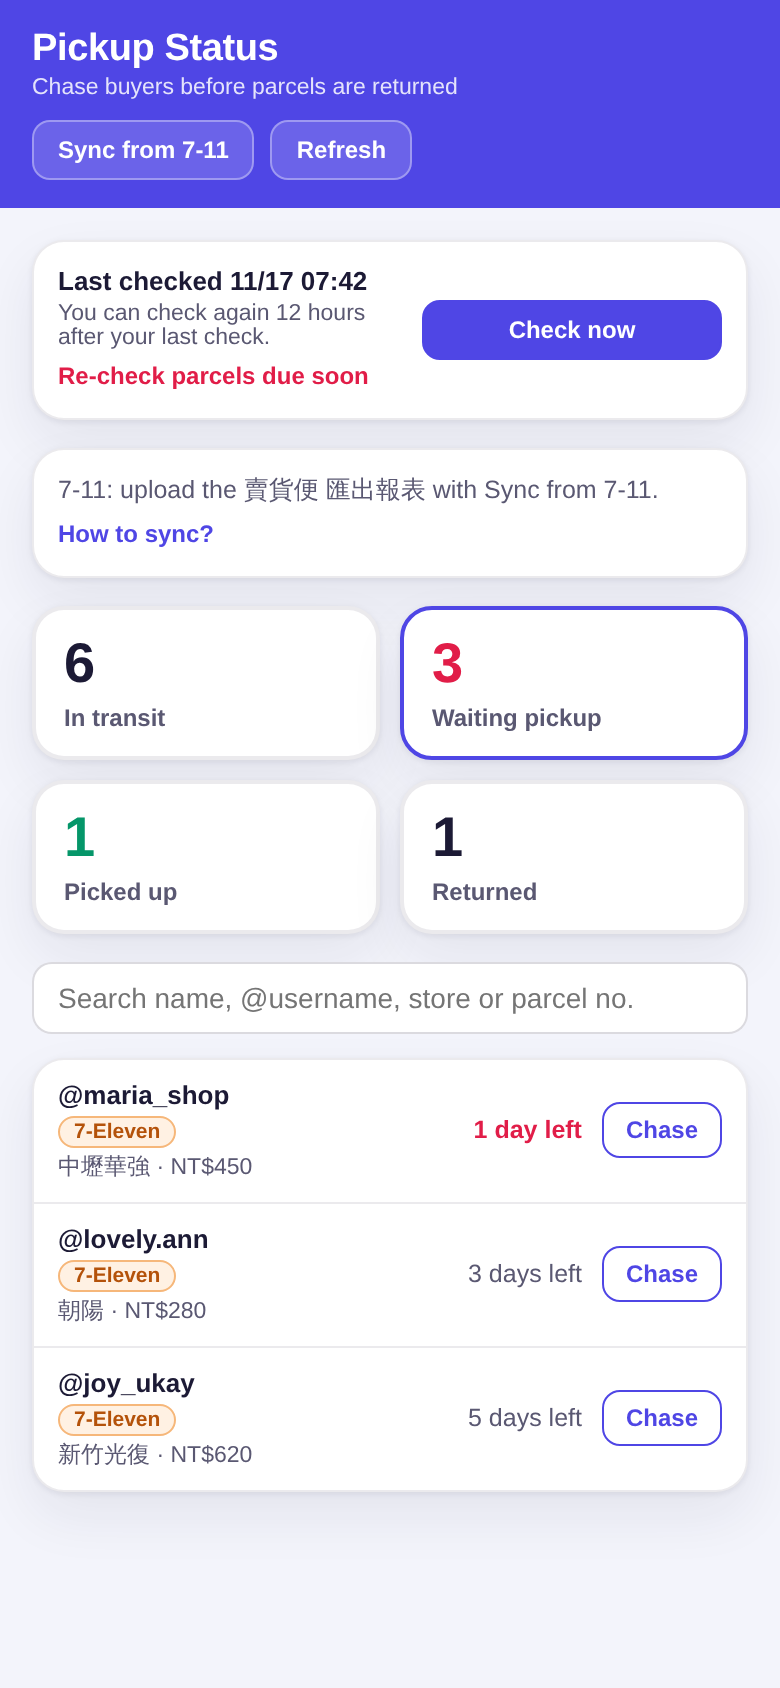 Pickup Status
Chase buyers before parcels are returned
Sync from 7-11
Refresh
Last checked 11/17 07:42
You can check again 12 hours
after your last check.
Re-check parcels due soon
Check now
7-11: upload the 賣貨便 匯出報表 with Sync from 7-11.
How to sync?
6
In transit
3
Waiting pickup
1
Picked up
1
Returned
Search name, @username, store or parcel no.
@maria_shop
7-Eleven
中壢華強 · NT$450
1 day left
Chase
@lovely.ann
7-Eleven
朝陽 · NT$280
3 days left
Chase
@joy_ukay
7-Eleven
新竹光復 · NT$620
5 days left
Chase